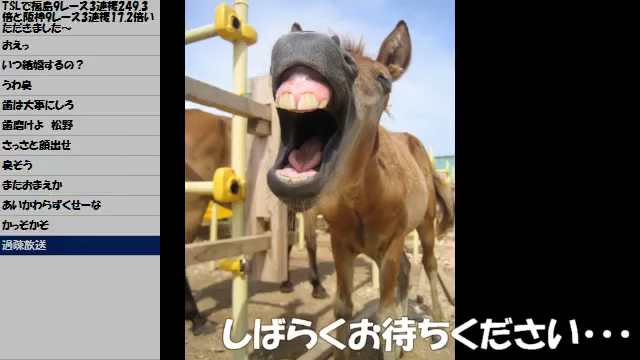 TSLで福島9レース3連複249.3
倍と阪神9レース3連複17.2倍い
ただきました～
おえっ
いつ結婚するの？
うわ臭
歯は大事にしろ
歯磨けよ 松野
さっさと顔出せ
臭そう
またおまえか
あいかわらずくせーな
かっそかそ
過疎放送
しばらくお待ちください・・・